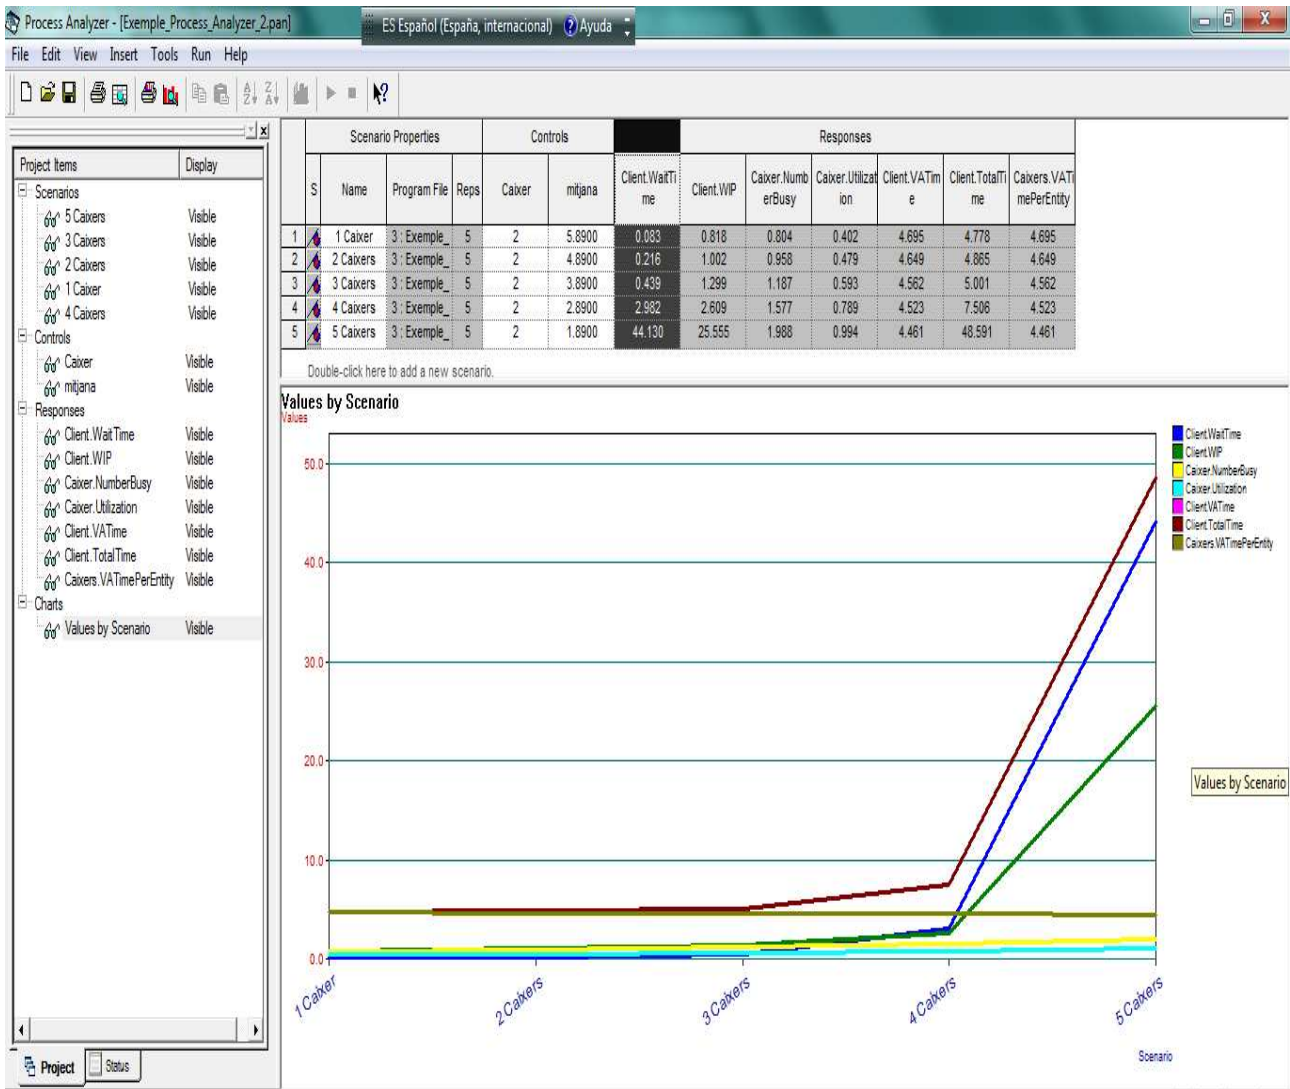 Process Analyzer - [Exemple_Process_Analyzer_2.pan]
ES Español (España, internacional) Ayuda
File Edit View Insert Tools Run Help
Project Items Display
Scenarios
5 Caixers Visible
3 Caixers Visible
2 Caixers Visible
1 Caixer Visible
4 Caixers Visible
Controls
Caixer Visible
mitjana Visible
Responses
Client.WaitTime Visible
Client.WIP Visible
Caixer.NumberBusy Visible
Caixer.Utilization Visible
Client.VATime Visible
Client.TotalTime Visible
Caixers.VATimePerEntity Visible
Charts
Values by Scenario Visible
Project Status
Scenario Properties Controls Responses
S Name Program File Reps Caixer mitjana Client.WaitTi Client.WIP Caixer.Numb Caixer.Utilizat Client.VATim Client.TotalTi Caixers.VATi
me erBusy ion e me mePerEntity
1 1 Caixer 3 : Exemple_ 5 2 5.8900 0.083 0.818 0.804 0.402 4.695 4.778 4.695
2 2 Caixers 3 : Exemple_ 5 2 4.8900 0.216 1.002 0.958 0.479 4.649 4.865 4.649
3 3 Caixers 3 : Exemple_ 5 2 3.8900 0.439 1.299 1.187 0.593 4.562 5.001 4.562
4 4 Caixers 3 : Exemple_ 5 2 2.8900 2.982 2.609 1.577 0.789 4.523 7.506 4.523
5 5 Caixers 3 : Exemple_ 5 2 1.8900 44.130 25.555 1.988 0.994 4.461 48.591 4.461
Double-click here to add a new scenario.
Values by Scenario
Values
50.0
40.0
30.0
20.0
10.0
0.0
1 Caixer 2 Caixers 3 Caixers 4 Caixers 5 Caixers
Scenario
Client.WaitTime
Client.WIP
Caixer.NumberBusy
Caixer.Utilization
Client.VATime
Client.TotalTime
Caixers.VATimePerEntity
Values by Scenario